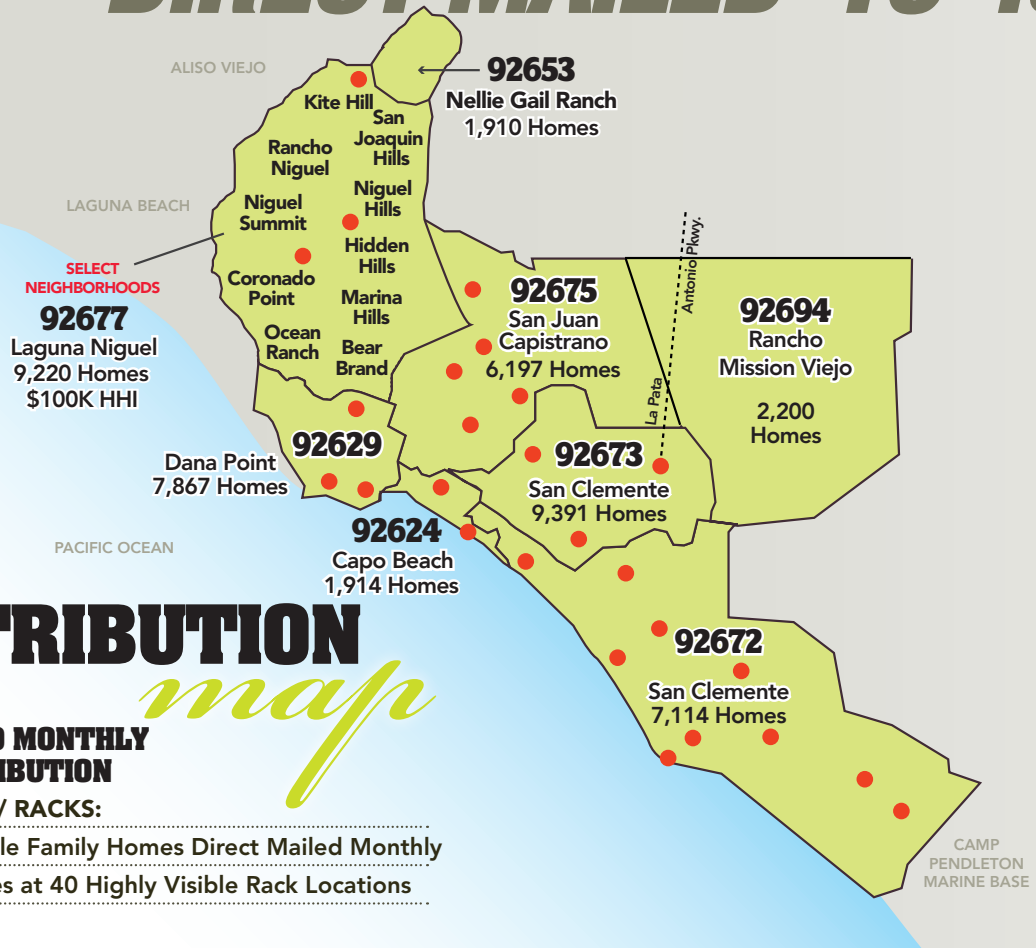 DIRECT MAILED TO
ALISO VIEJO
92653
Nellie Gail Ranch
1,910 Homes
Kite Hill
San
Joaquin
Hills
Rancho
Niguel
Niguel
Hills
LAGUNA BEACH
Niguel
Summit
Hidden
Hills
SELECT
NEIGHBORHOODS
92677
Laguna Niguel
9,220 Homes
$100K HHI
Coronado
Point
Marina
Hills
Ocean
Ranch
Bear
Brand
92675
San Juan
Capistrano
6,197 Homes
Antonio Pkwy.
La Pata
92694
Rancho
Mission Viejo
2,200
Homes
92629
Dana Point
7,867 Homes
92673
San Clemente
9,391 Homes
92624
Capo Beach
1,914 Homes
PACIFIC OCEAN
92672
San Clemente
7,114 Homes
TRIBUTION
map
MONTHLY
IBUTION
/ RACKS:
le Family Homes Direct Mailed Monthly
es at 40 Highly Visible Rack Locations
CAMP
PENDLETON
MARINE BASE